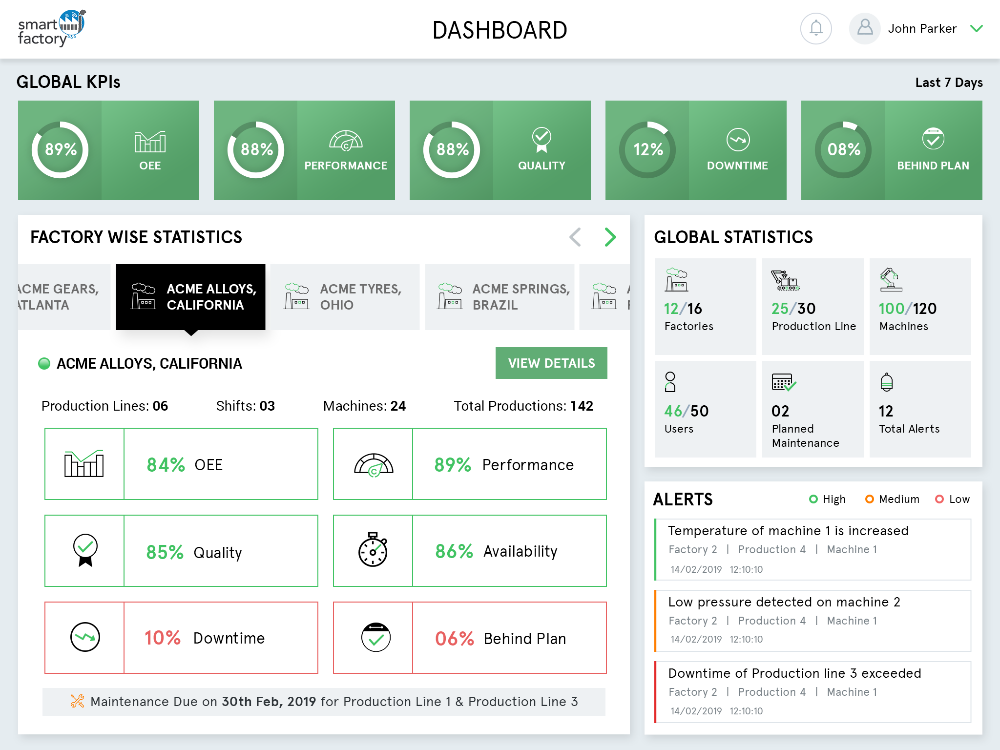 smart
factory
DASHBOARD
John Parker
GLOBAL KPIs
Last 7 Days
89%
OEE
88%
PERFORMANCE
88%
QUALITY
12%
DOWNTIME
08%
BEHIND PLAN
FACTORY WISE STATISTICS
ACME GEARS,
ATLANTA
ACME ALLOYS,
CALIFORNIA
ACME TYRES,
OHIO
ACME SPRINGS,
BRAZIL
ACME ALLOYS, CALIFORNIA
VIEW DETAILS
Production Lines: 06
Shifts: 03
Machines: 24
Total Productions: 142
84% OEE
C
89% Performance
85% Quality
86% Availability
10% Downtime
06% Behind Plan
Maintenance Due on 30th Feb, 2019 for Production Line 1 & Production Line 3
GLOBAL STATISTICS
12/16
Factories
25/30
Production Line
100/120
Machines
46/50
Users
02
Planned
Maintenance
12
Total Alerts
ALERTS
High
Medium
Low
Temperature of machine 1 is increased
Factory 2 | Production 4 | Machine 1
14/02/2019 12:10:10
Low pressure detected on machine 2
Factory 2 | Production 4 | Machine 1
14/02/2019 12:10:10
Downtime of Production line 3 exceeded
Factory 2 | Production 4 | Machine 1
14/02/2019 12:10:10